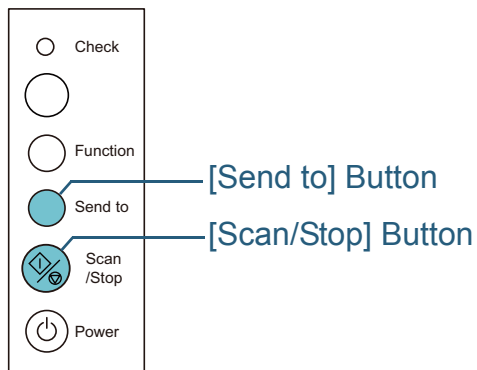 Check
Function
[Send to] Button
Send to
[Scan/Stop] Button
Scan
/Stop
Power